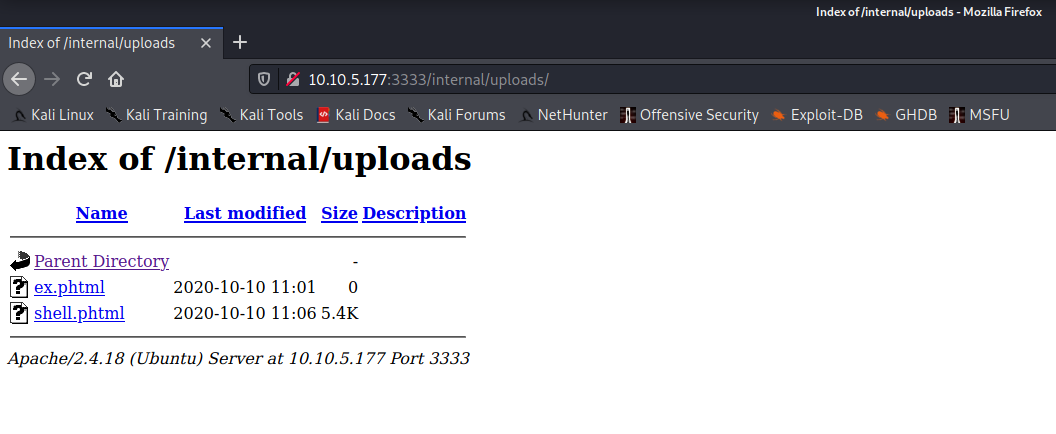 Index of /internal/uploads - Mozilla Firefox
Index of /internal/uploads
10.10.5.177:3333/internal/uploads/
Kali Linux Kali Training Kali Tools Kali Docs Kali Forums NetHunter Offensive Security Exploit-DB GHDB MSFU
Index of /internal/uploads
Name Last modified Size Description
Parent Directory -
ex.phtml 2020-10-10 11:01 0
shell.phtml 2020-10-10 11:06 5.4K
Apache/2.4.18 (Ubuntu) Server at 10.10.5.177 Port 3333